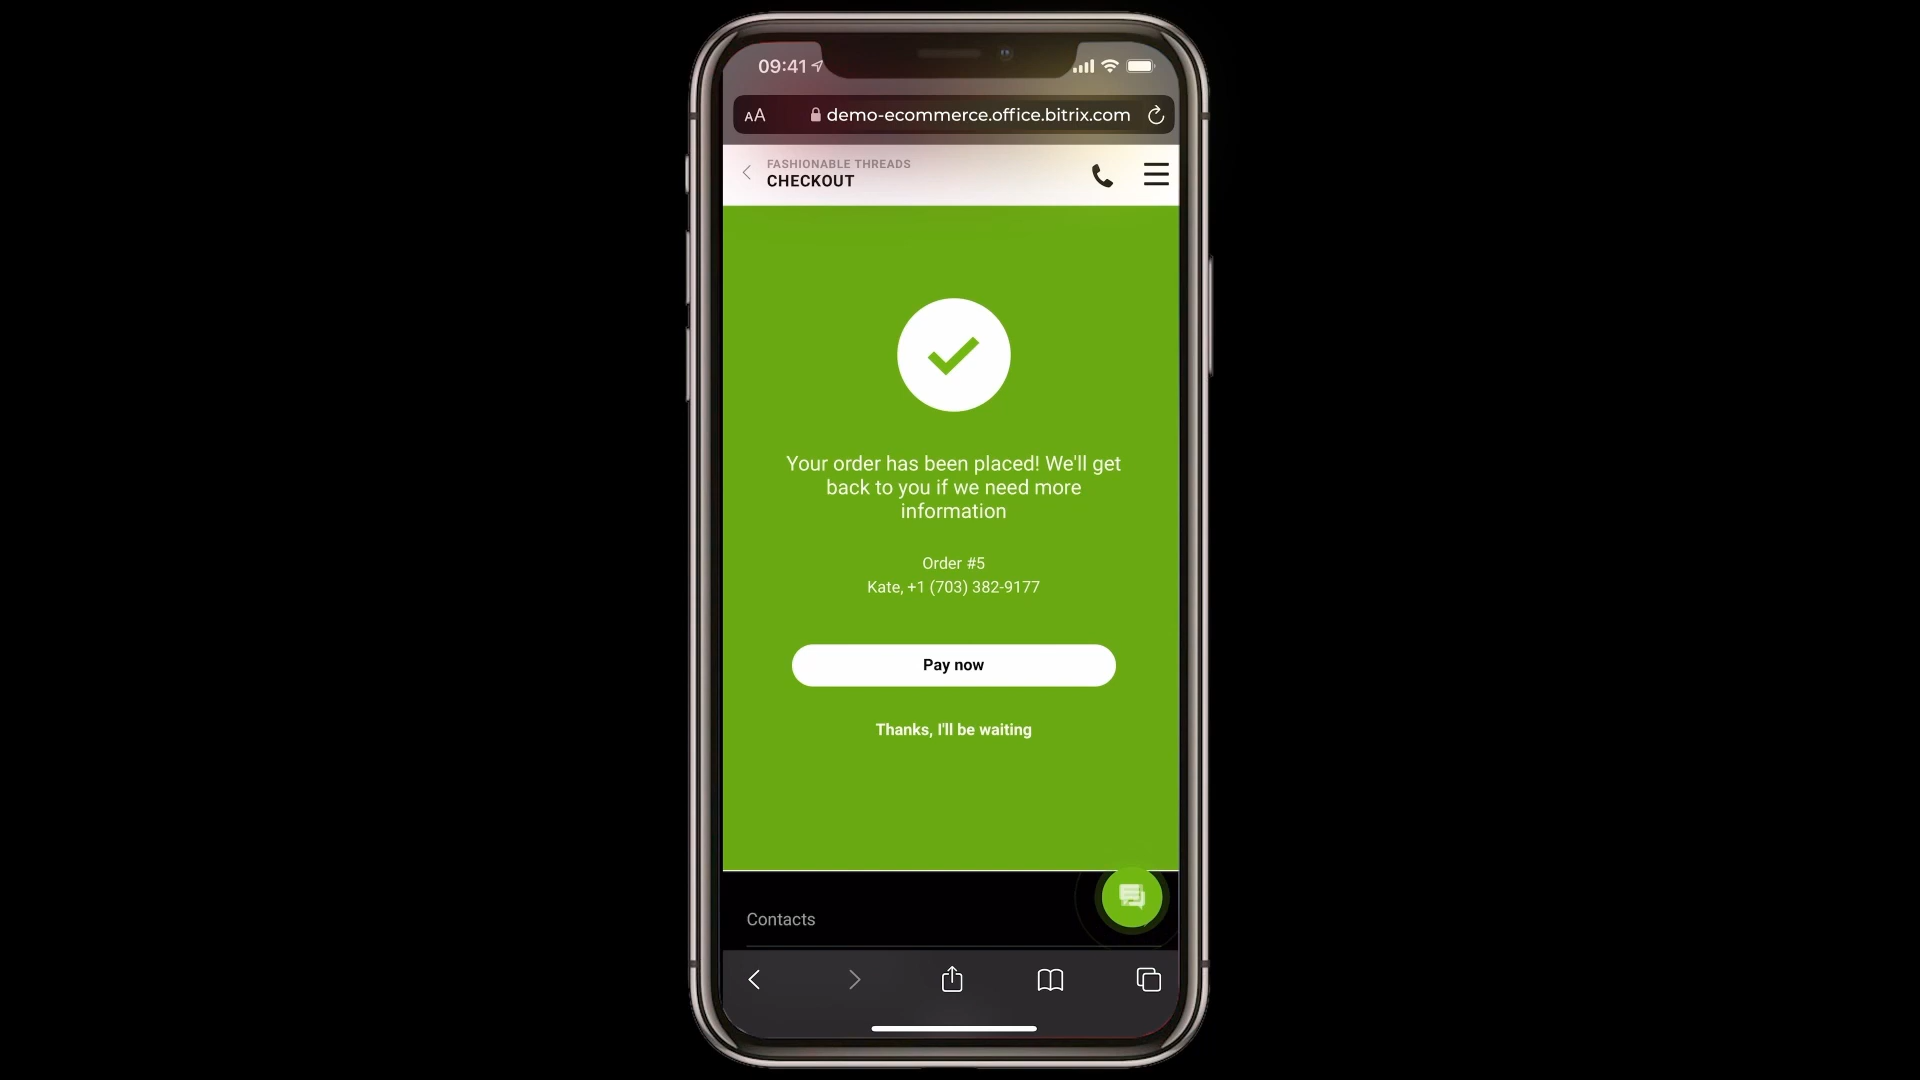 09:41
AA demo-ecommerce.office.bitrix.com
FASHIONABLE THREADS
CHECKOUT
Your order has been placed! We'll get
back to you if we need more
information
Order #5
Kate, +1 (703) 382-9177
Pay now
Thanks, I'll be waiting
Contacts